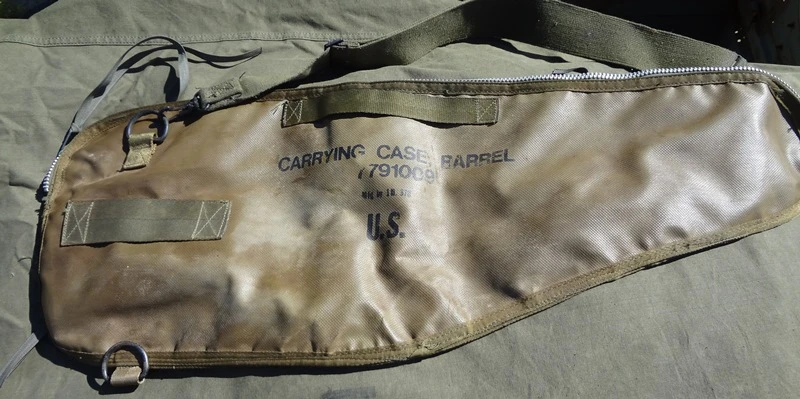 CARRYING CASE, BARREL
7791009
U.S.